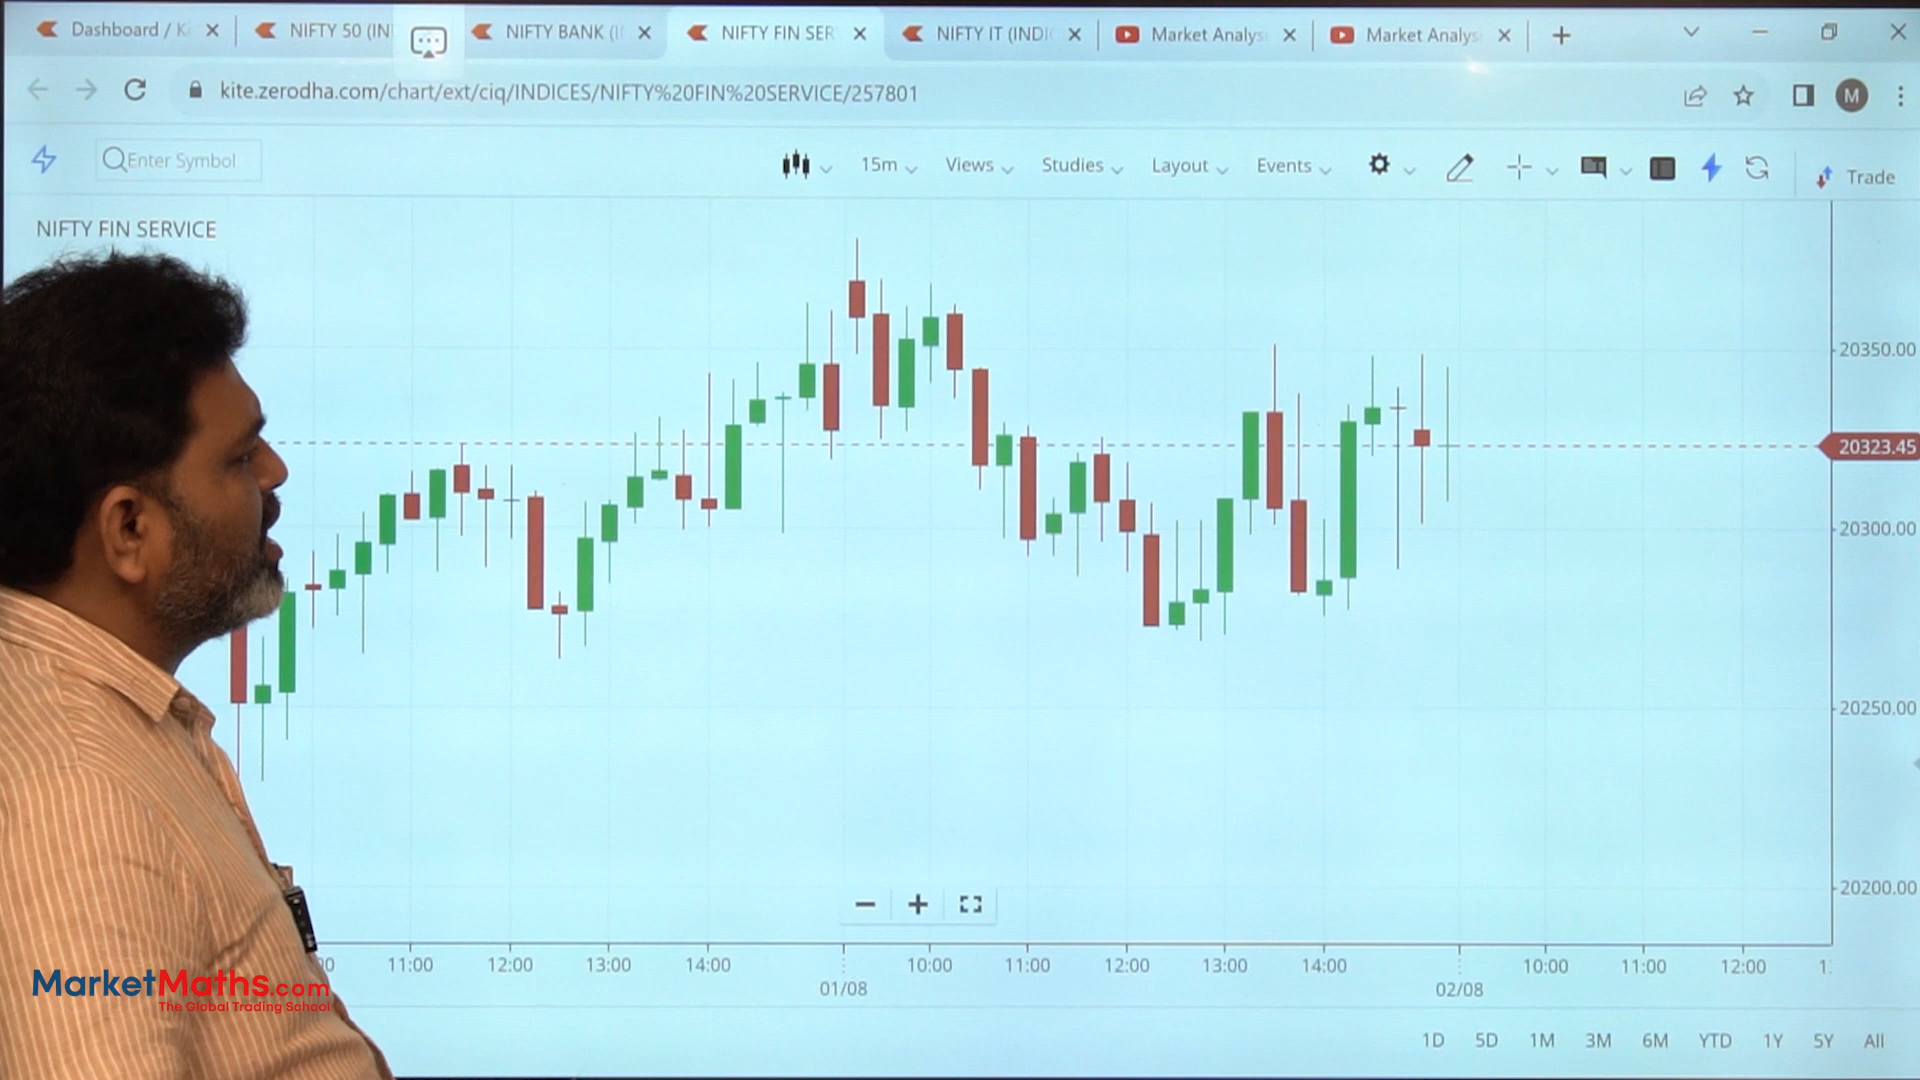 Dashboard / Ki
NIFTY 50 (IN
NIFTY BANK (I
NIFTY FIN SER
NIFTY IT (INDI
Market Analys
Market Analys
kite.zerodha.com/chart/ext/ciq/INDICES/NIFTY%20FIN%20SERVICE/257801
M
Enter Symbol
15m
Views
Studies
Layout
Events
Trade
NIFTY FIN SERVICE
20350.00
20323.45
20300.00
20250.00
20200.00
11:00 12:00 13:00 14:00 10:00 11:00 12:00 13:00 14:00 10:00 11:00 12:00
01/08 02/08
MarketMaths.com
The Global Trading School
1D 5D 1M 3M 6M YTD 1Y 5Y All